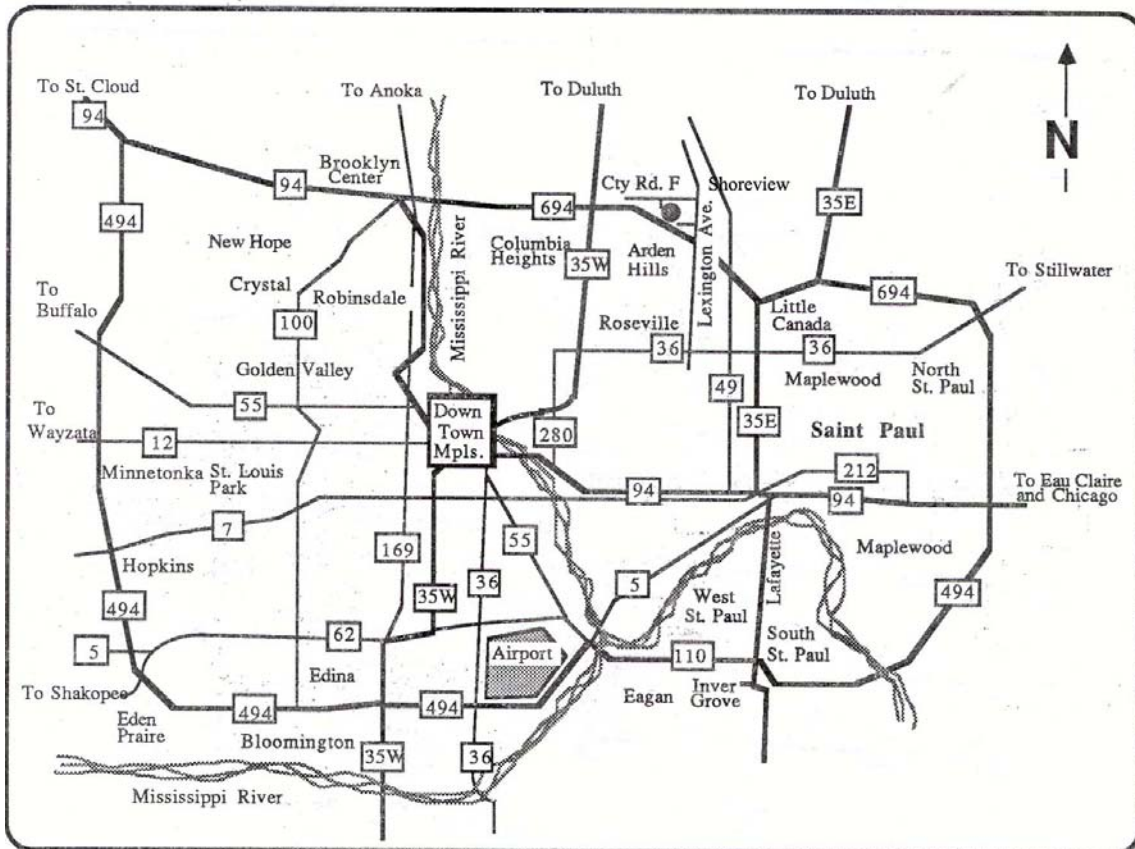 To St. Cloud
94
To Anoka
To Duluth
To Duluth
N
Brooklyn
Center
94
Cty Rd. F
Shoreview
494
694
35E
New Hope
Mississippi River
Columbia
Heights
35W
Arden
Hills
Lexington Ave.
To Stillwater
To
Buffalo
Crystal
Robinsdale
100
Little
Canada
694
Roseville
36
36
Golden Valley
Maplewood
North
St. Paul
49
55
To
Wayzata
12
Down
Town
Mpls.
280
35E
Saint Paul
Minnetonka
St. Louis
Park
212
94
94
To Eau Claire
and Chicago
7
55
169
Maplewood
Hopkins
36
5
Lafayette
35W
494
West
St. Paul
494
62
5
Airport
110
South
St. Paul
Edina
To Shakopee
Eagan
Inver
Grove
Eden
Praire
494
494
Bloomington
35W
36
Mississippi River